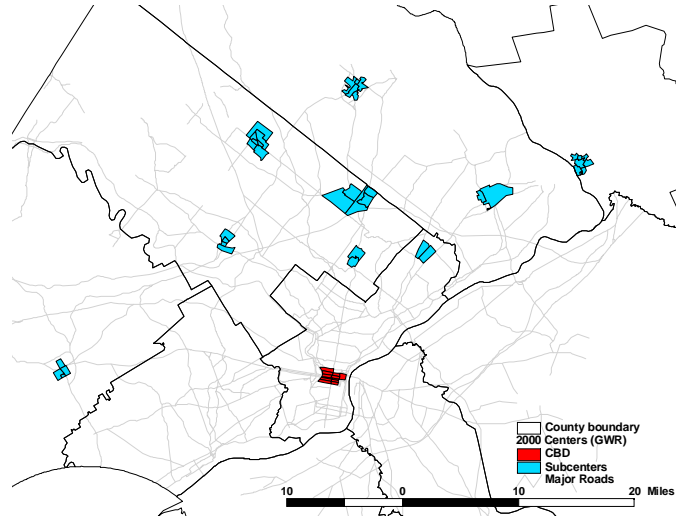 County boundary
2000 Centers (GWR)
CBD
Subcenters
Major Roads
10 0 10 20 Miles